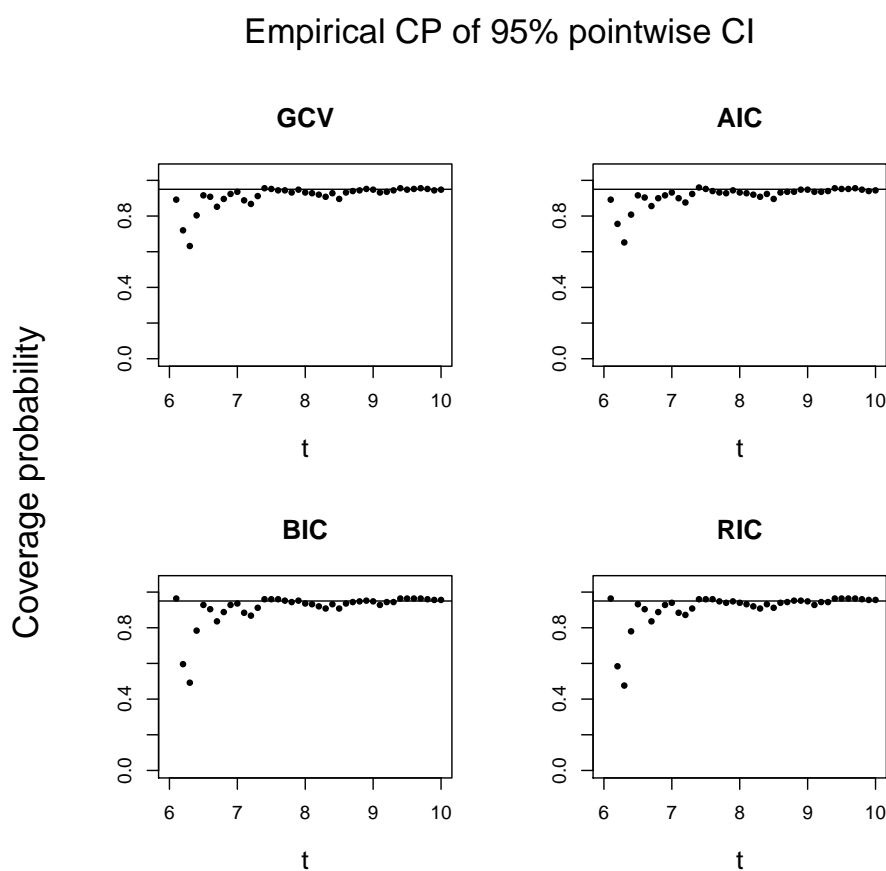 Empirical CP of 95% pointwise CI
Coverage probability
GCV
0.0 0.4 0.8
6 7 8 9 10
t
AIC
0.0 0.4 0.8
6 7 8 9 10
t
BIC
0.0 0.4 0.8
6 7 8 9 10
t
RIC
0.0 0.4 0.8
6 7 8 9 10
t